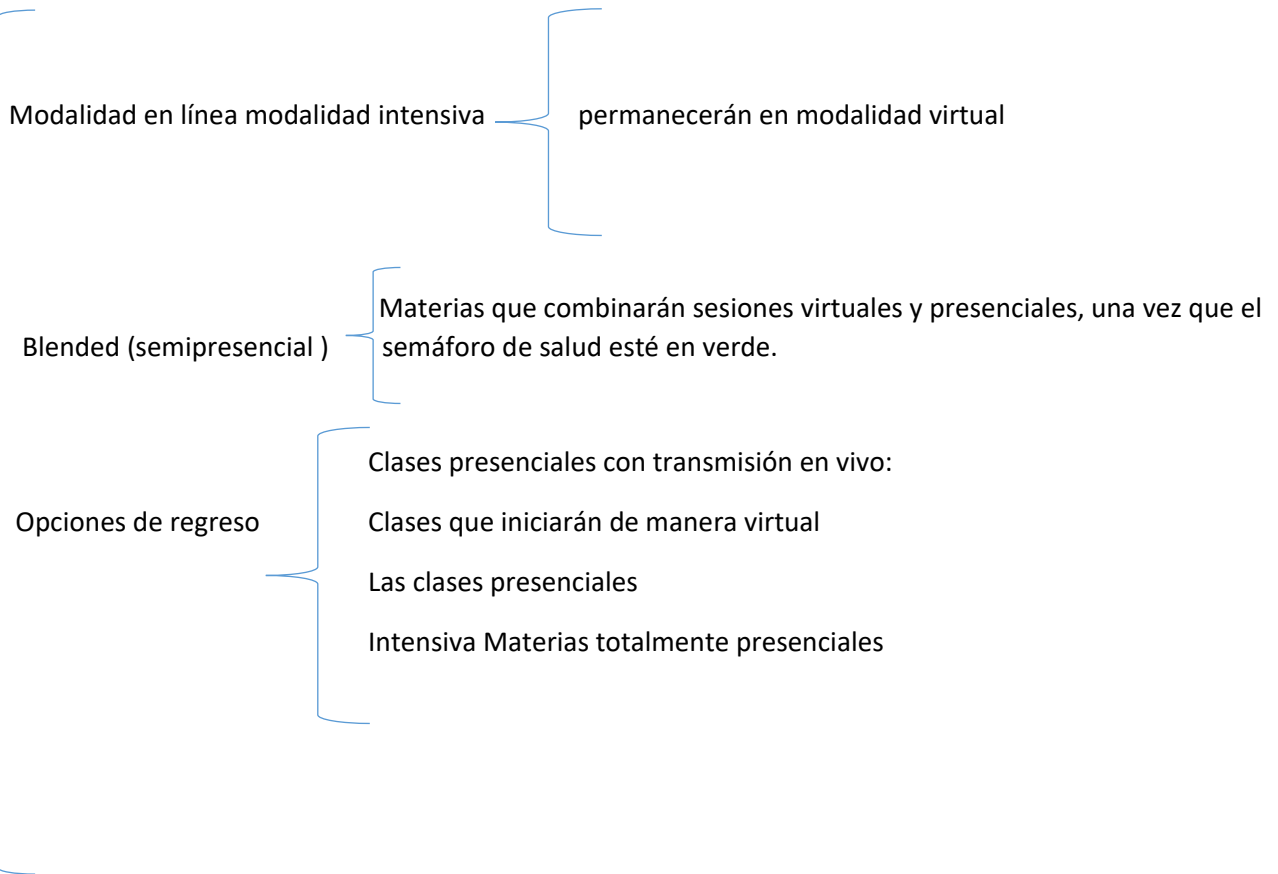 Modalidad en línea modalidad intensiva
permanecerán en modalidad virtual
Blended (semipresencial )
Materias que combinarán sesiones virtuales y presenciales, una vez que el
semáforo de salud esté en verde.
Opciones de regreso
Clases presenciales con transmisión en vivo:
Clases que iniciarán de manera virtual
Las clases presenciales
Intensiva Materias totalmente presenciales